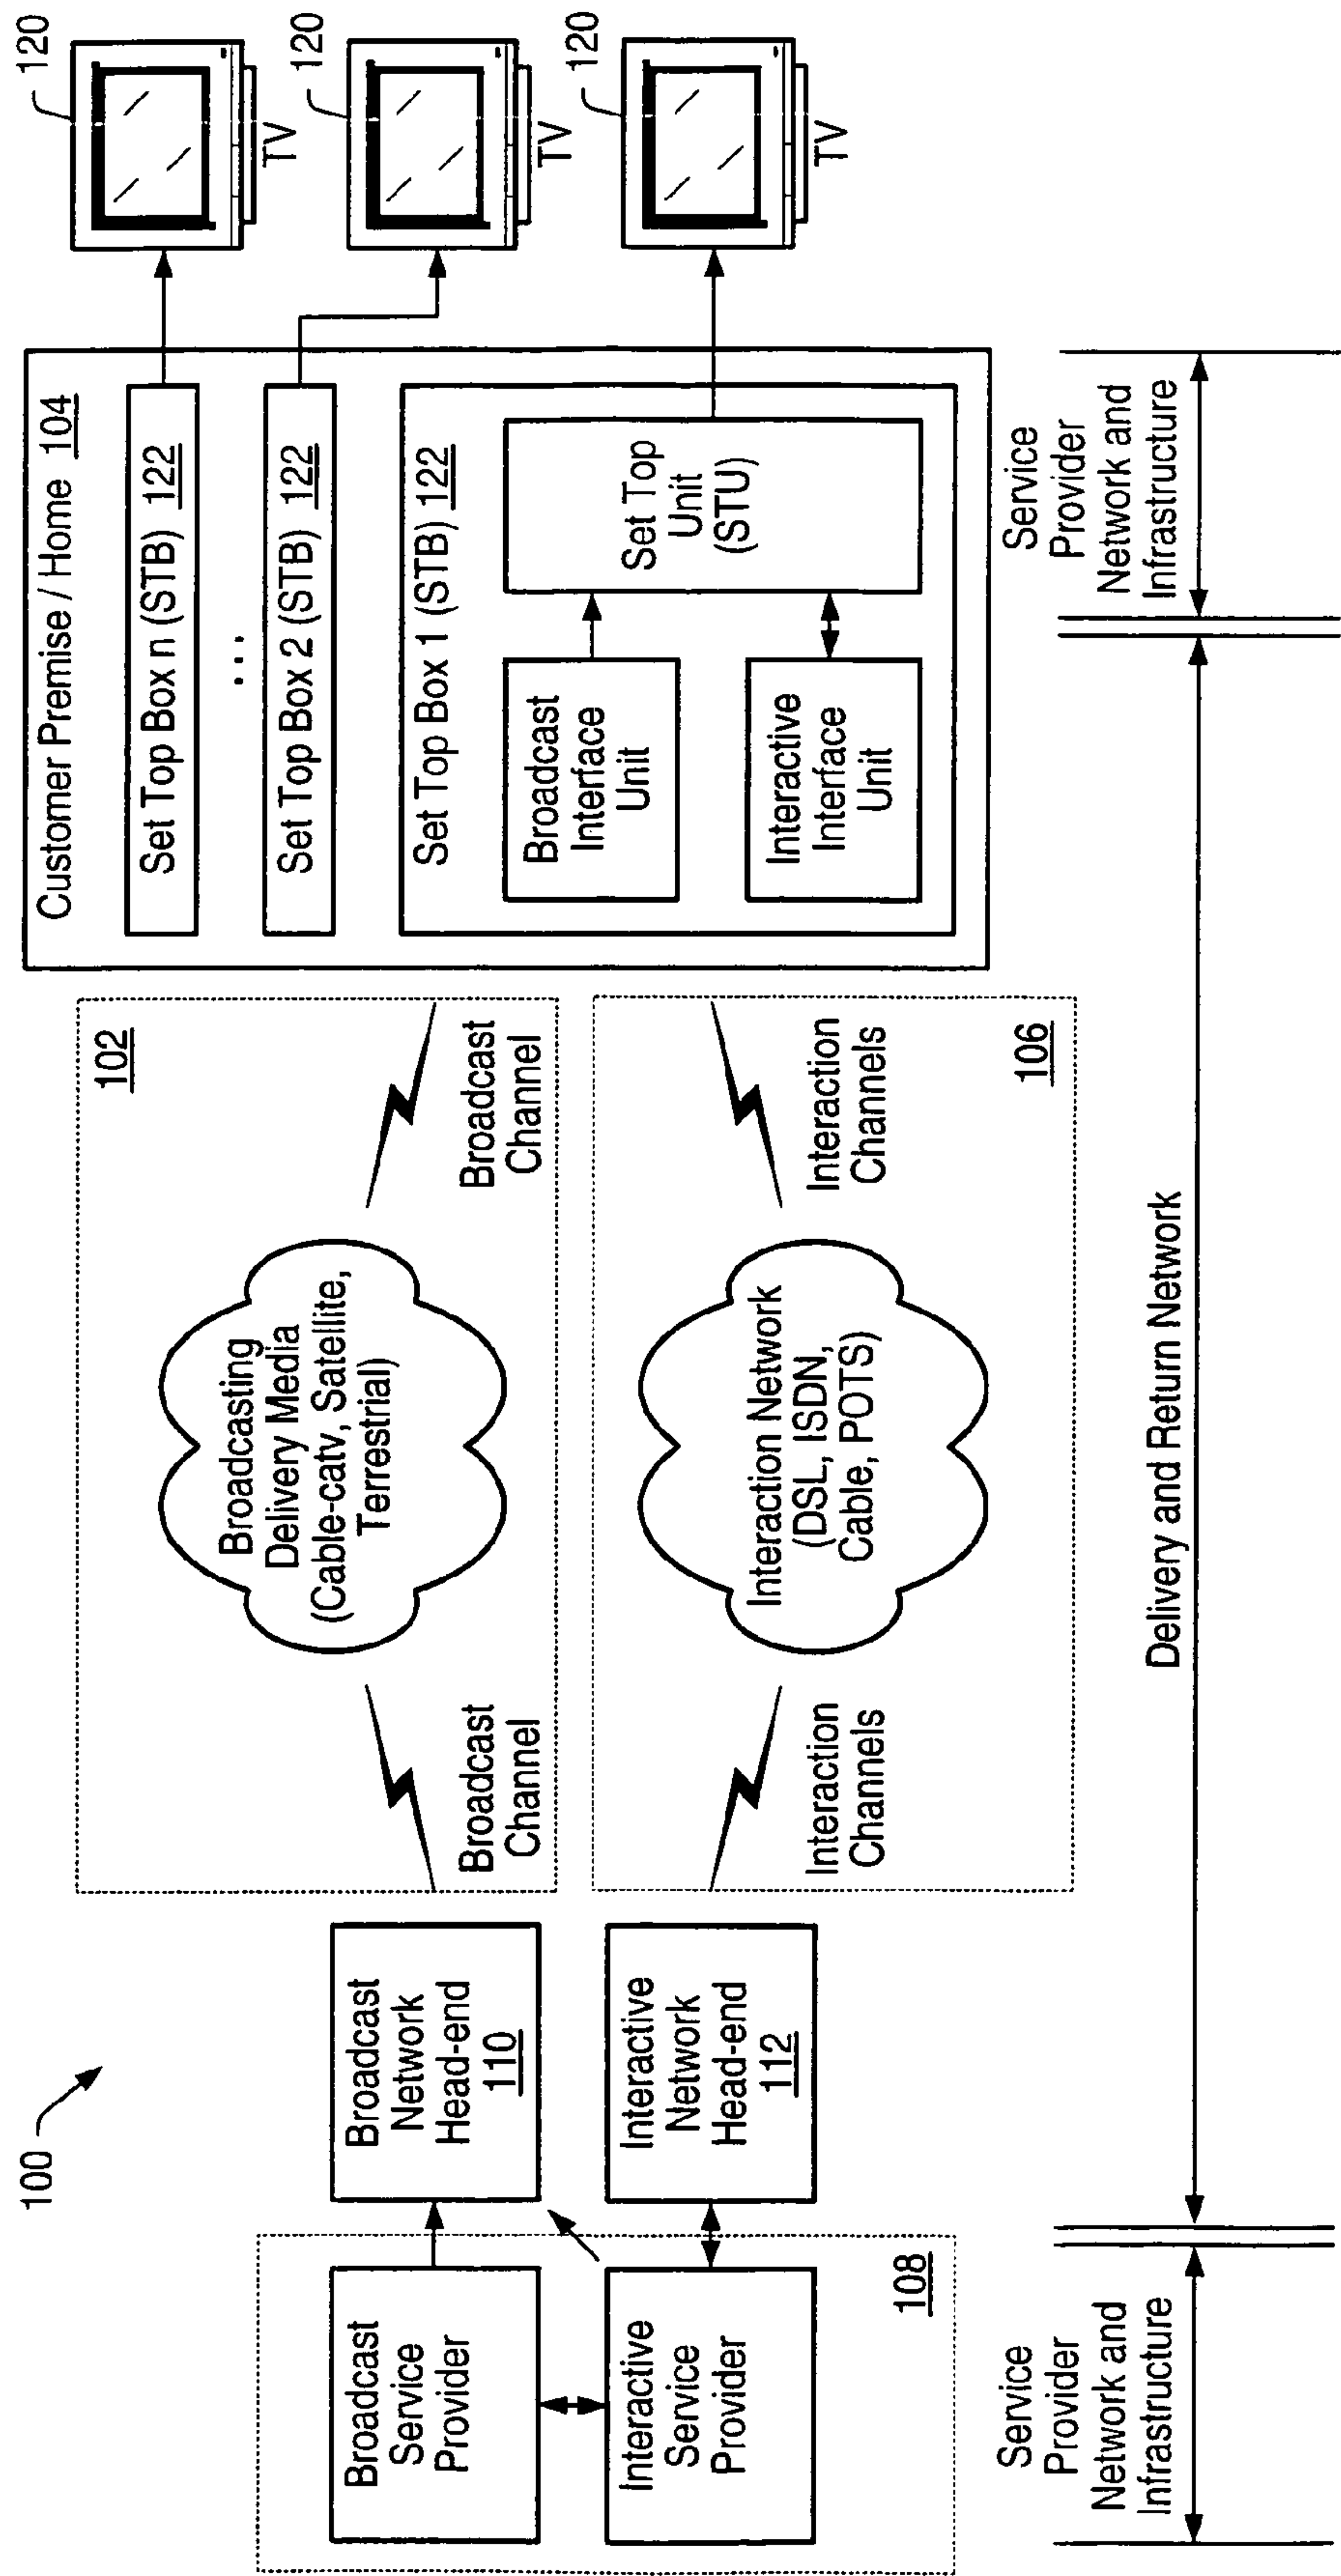 100
Broadcast
Service
Provider
Interactive
Service
Provider
108
Broadcast
Network
Head-end
110
Interactive
Network
Head-end
112
102
Broadcast
Channel
Broadcasting
Delivery Media
(Cable-catv, Satellite,
Terrestrial)
Broadcast
Channel
Interaction
Channels
Interaction Network
(DSL, ISDN,
Cable, POTS)
Interaction
Channels
106
Customer Premise / Home 104
Set Top Box n (STB) 122
...
Set Top Box 2 (STB) 122
Set Top Box 1 (STB) 122
Broadcast
Interface
Unit
Interactive
Interface
Unit
Set Top
Unit
(STU)
120
TV
120
TV
120
TV
Service
Provider
Network and
Infrastructure
Delivery and Return Network
Service
Provider
Network and
Infrastructure